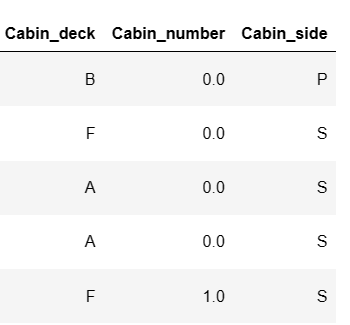 Cabin_deck Cabin_number Cabin_side
B 0.0 P
F 0.0 S
A 0.0 S
A 0.0 S
F 1.0 S